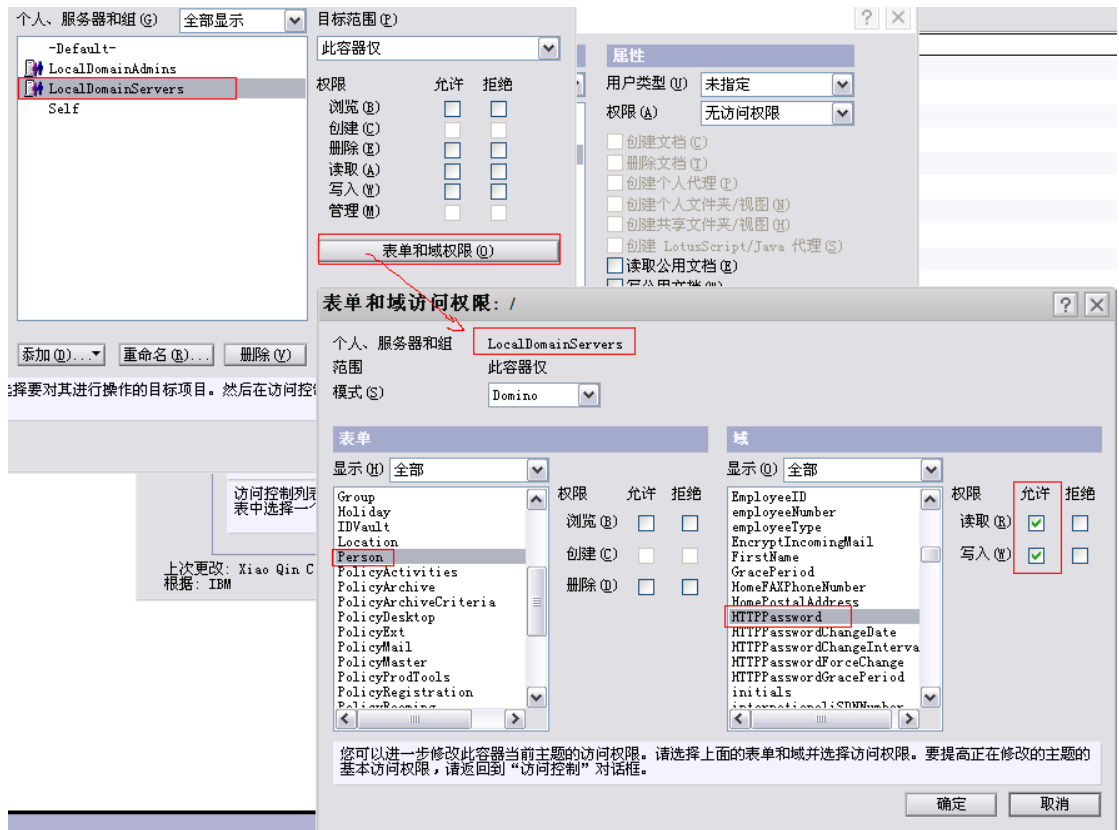 个人、服务器和组(G)
全部显示
-Default-
LocalDomainAdmins
LocalDomainServers
Self
添加(D)...
重命名(R)...
删除(V)
选择要对其进行操作的目标项目。然后在访问控
目标范围(P)
此容器仅
权限 允许 拒绝
浏览(B)
创建(C)
删除(E)
读取(A)
写入(W)
管理(M)
表单和域权限(O)
属性
用户类型(U) 未指定
权限(A) 无访问权限
创建文档(C)
删除文档(T)
创建个人代理(P)
创建个人文件夹/视图(N)
创建共享文件夹/视图(H)
创建 LotusScript/Java 代理(S)
读取公用文档(E)
写公用文档(W)
访问控制列表
表中选择一个
上次更改: Xiao Qin C
根据: IBM
表单和域访问权限: /
个人、服务器和组 LocalDomainServers
范围 此容器仅
模式(S) Domino
表单
显示(H) 全部
Group
Holiday
IDVault
Location
Person
PolicyActivities
PolicyArchive
PolicyArchiveCriteria
PolicyDesktop
PolicyExt
PolicyMail
PolicyMaster
PolicyProdTools
PolicyRegistration
PolicyRoaming
权限 允许 拒绝
浏览(B)
创建(C)
删除(D)
域
显示(O) 全部
EmployeeID
employeeNumber
employeeType
EncryptIncomingMail
FirstName
GracePeriod
HomeFAXPhoneNumber
HomePostalAddress
HTTPPassword
HTTPPasswordChangeDate
HTTPPasswordChangeInterva
HTTPPasswordForceChange
HTTPPasswordGracePeriod
initials
internationaliSDNNumber
权限 允许 拒绝
读取(R)
写入(W)
您可以进一步修改此容器当前主题的访问权限。请选择上面的表单和域并选择访问权限。要提高正在修改的主题的
基本访问权限，请返回到“访问控制”对话框。
确定
取消